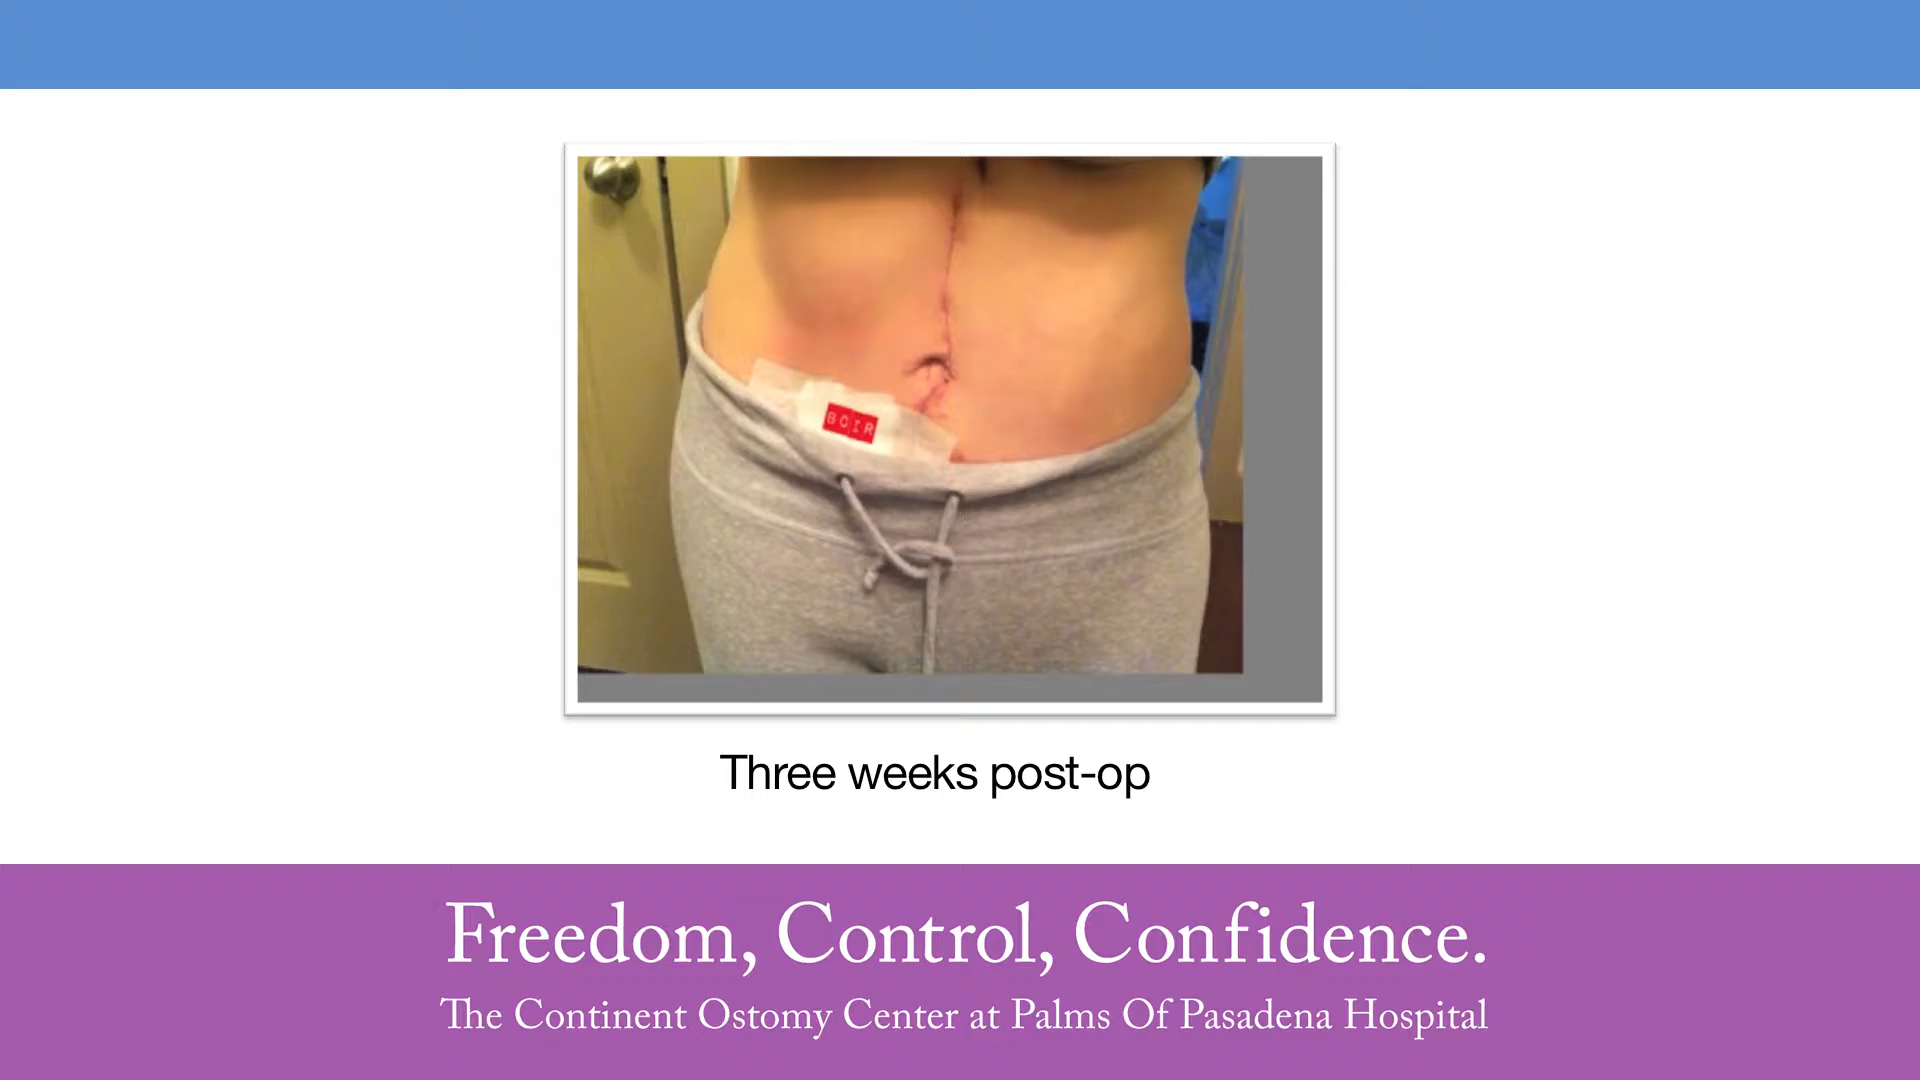 BCIR
Three weeks post-op
Freedom, Control, Confidence.
The Continent Ostomy Center at Palms Of Pasadena Hospital